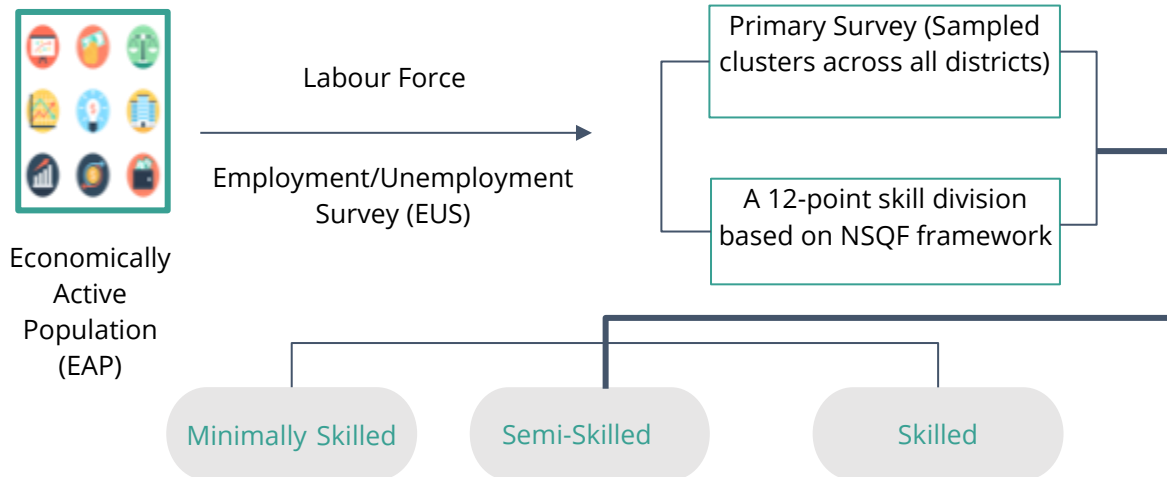 Economically
Active
Population
(EAP)
Labour Force
Employment/Unemployment
Survey (EUS)
Primary Survey (Sampled
clusters across all districts)
A 12-point skill division
based on NSQF framework
Minimally Skilled
Semi-Skilled
Skilled